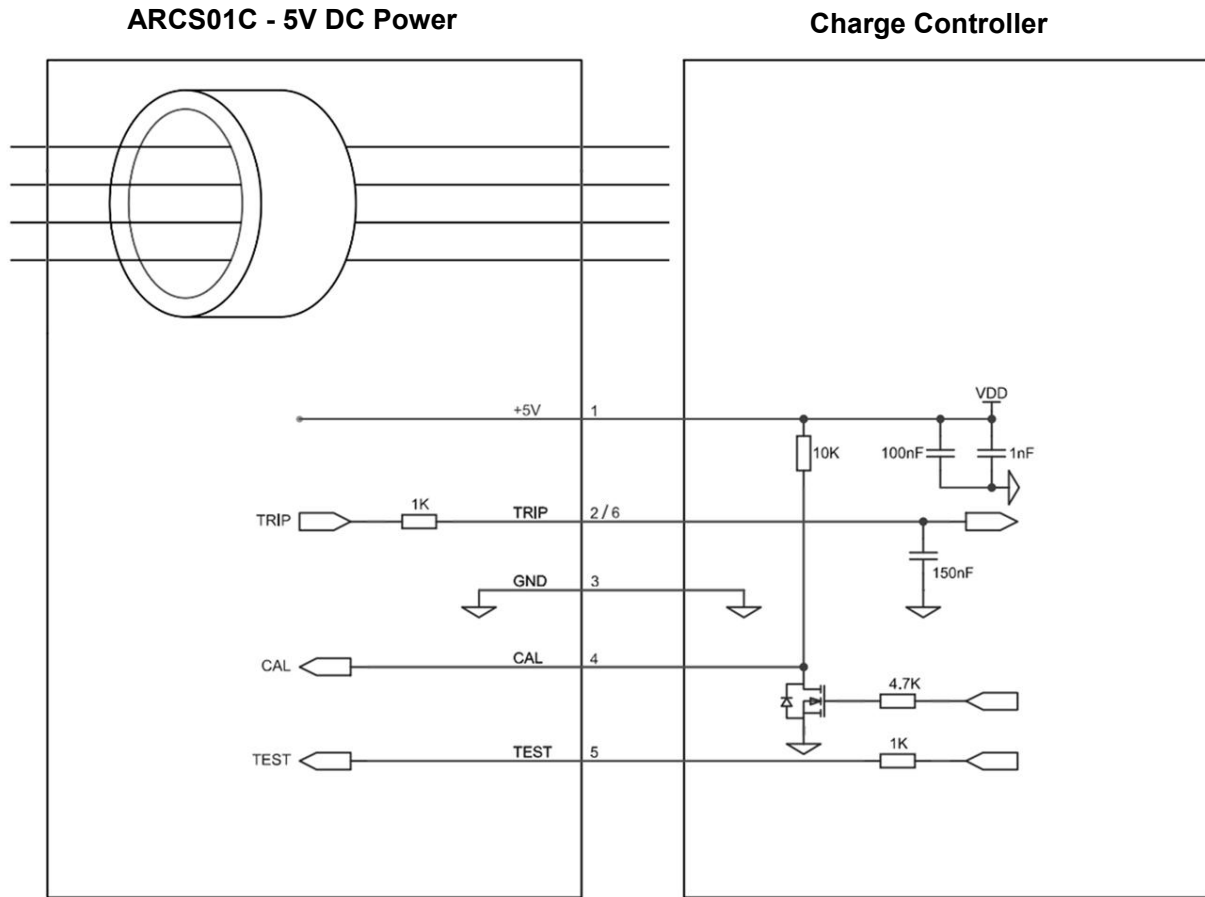 ARCS01C - 5V DC Power
Charge Controller
VDD
+5V 1
10K
100nF
1nF
1K
TRIP
TRIP
2 / 6
150nF
GND 3
CAL
CAL 4
4.7K
1K
TEST
TEST 5